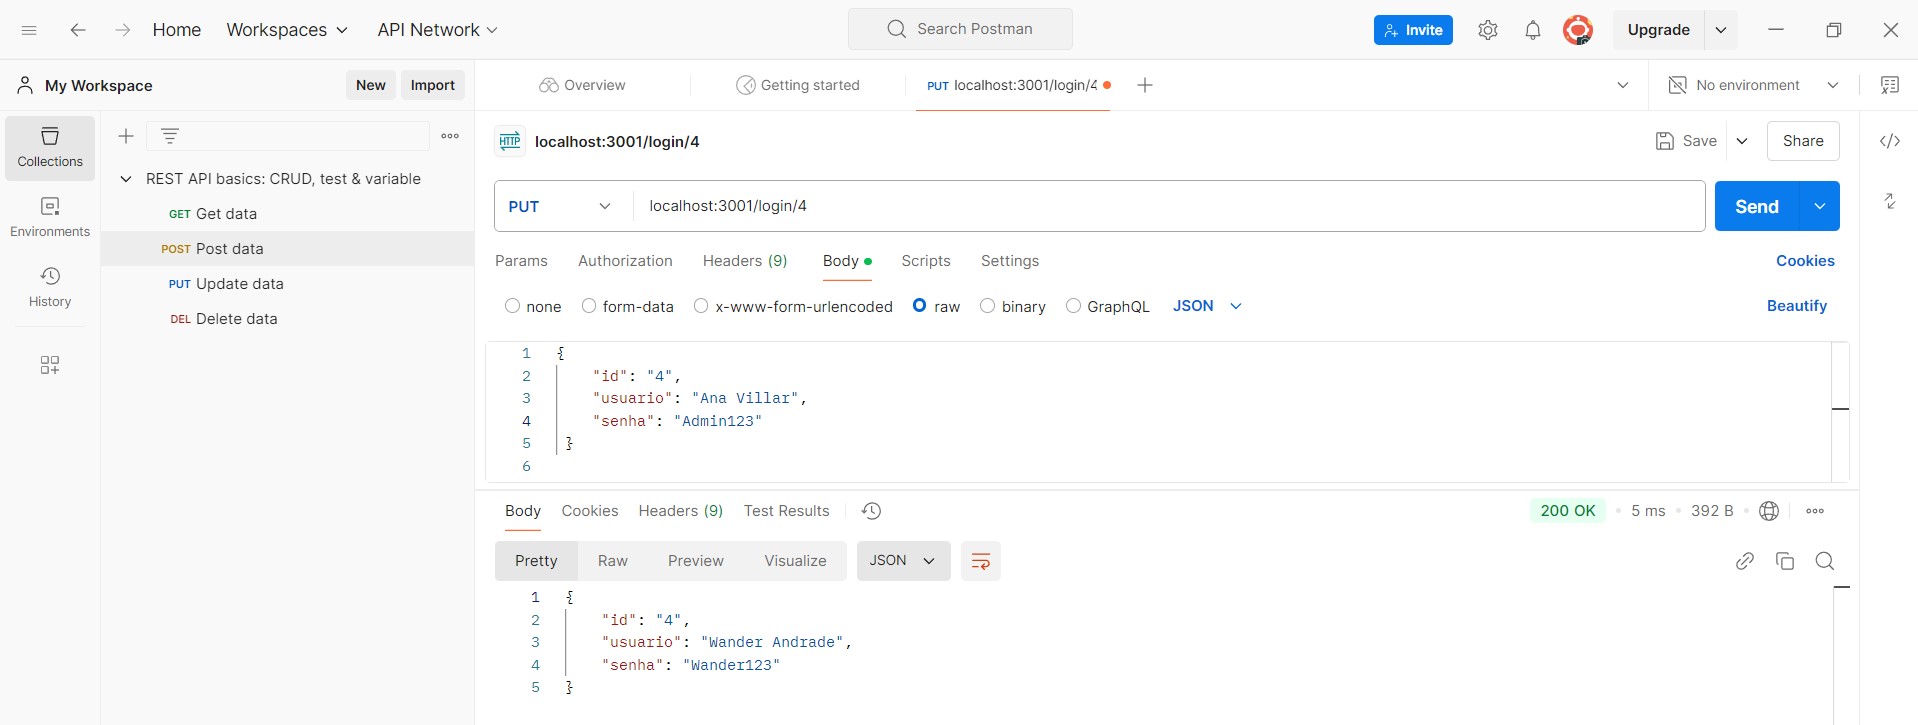 Home Workspaces API Network Search Postman Invite Upgrade
My Workspace New Import Overview Getting started PUT localhost:3001/login/4 No environment
Collections
Environments
History
REST API basics: CRUD, test & variable
GET Get data
POST Post data
PUT Update data
DEL Delete data
HTTP localhost:3001/login/4 Save Share
PUT localhost:3001/login/4 Send
Params Authorization Headers (9) Body Scripts Settings Cookies
none form-data x-www-form-urlencoded raw binary GraphQL JSON Beautify
1 {
2 "id": "4",
3 "usuario": "Ana Villar",
4 "senha": "Admin123"
5 }
6
Body Cookies Headers (9) Test Results 200 OK 5 ms 392 B
Pretty Raw Preview Visualize JSON
1 {
2 "id": "4",
3 "usuario": "Wander Andrade",
4 "senha": "Wander123"
5 }